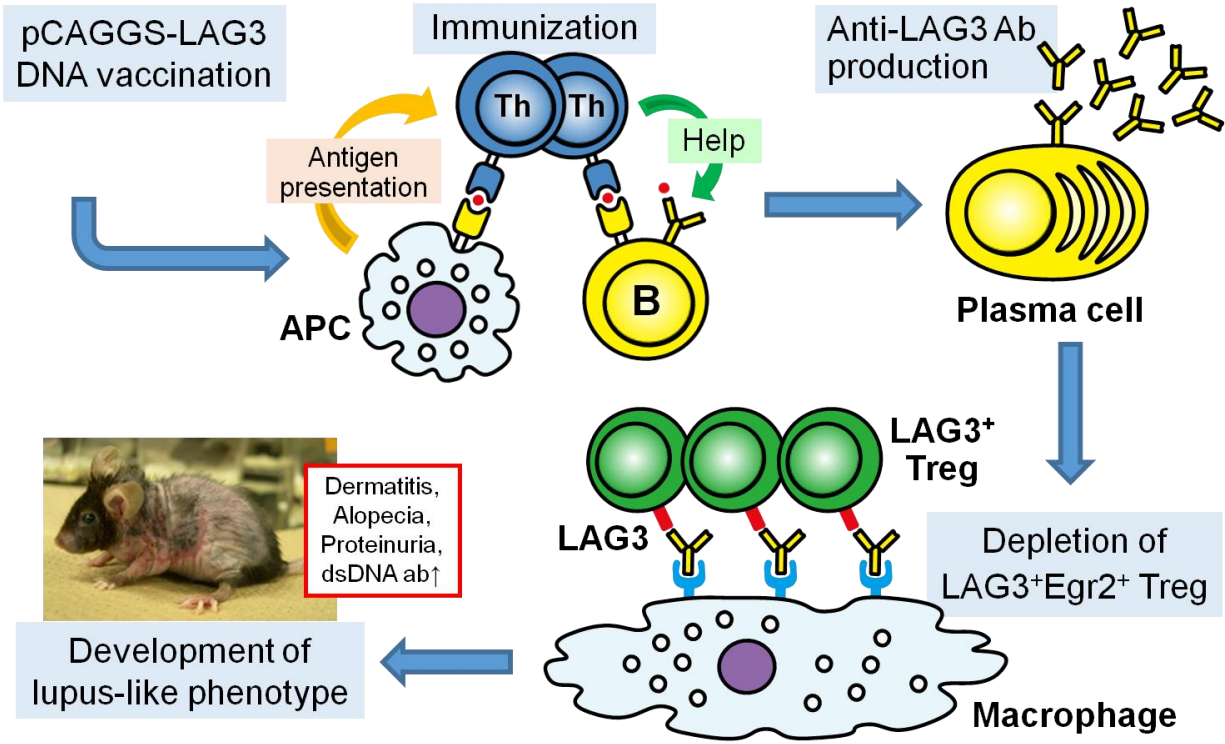 pCAGGS-LAG3
DNA vaccination
Immunization
Anti-LAG3 Ab
production
Th
Th
Antigen
presentation
Help
APC
B
Plasma cell
LAG3⁺
Treg
LAG3
Depletion of
LAG3⁺Egr2⁺ Treg
Macrophage
Dermatitis,
Alopecia,
Proteinuria,
dsDNA ab↑
Development of
lupus-like phenotype